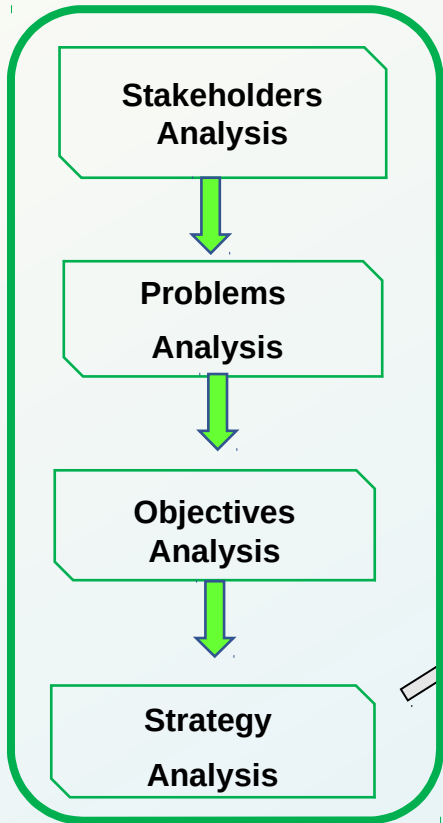 Stakeholders
Analysis
Problems
Analysis
Objectives
Analysis
Strategy
Analysis